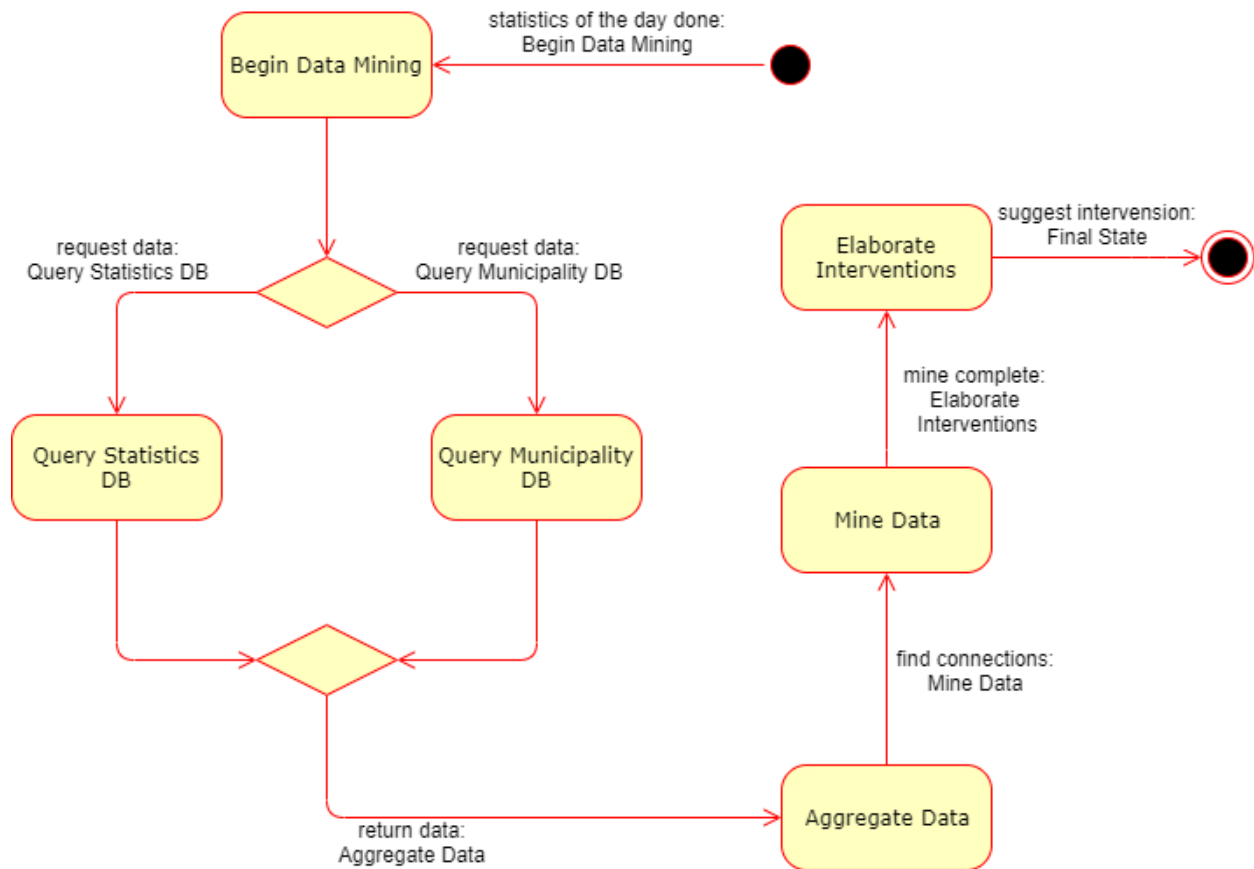 statistics of the day done:
Begin Data Mining
Begin Data Mining
request data:
Query Statistics DB
request data:
Query Municipality DB
Query Statistics
DB
Query Municipality
DB
return data:
Aggregate Data
Aggregate Data
find connections:
Mine Data
Mine Data
mine complete:
Elaborate
Interventions
Elaborate
Interventions
suggest intervension:
Final State